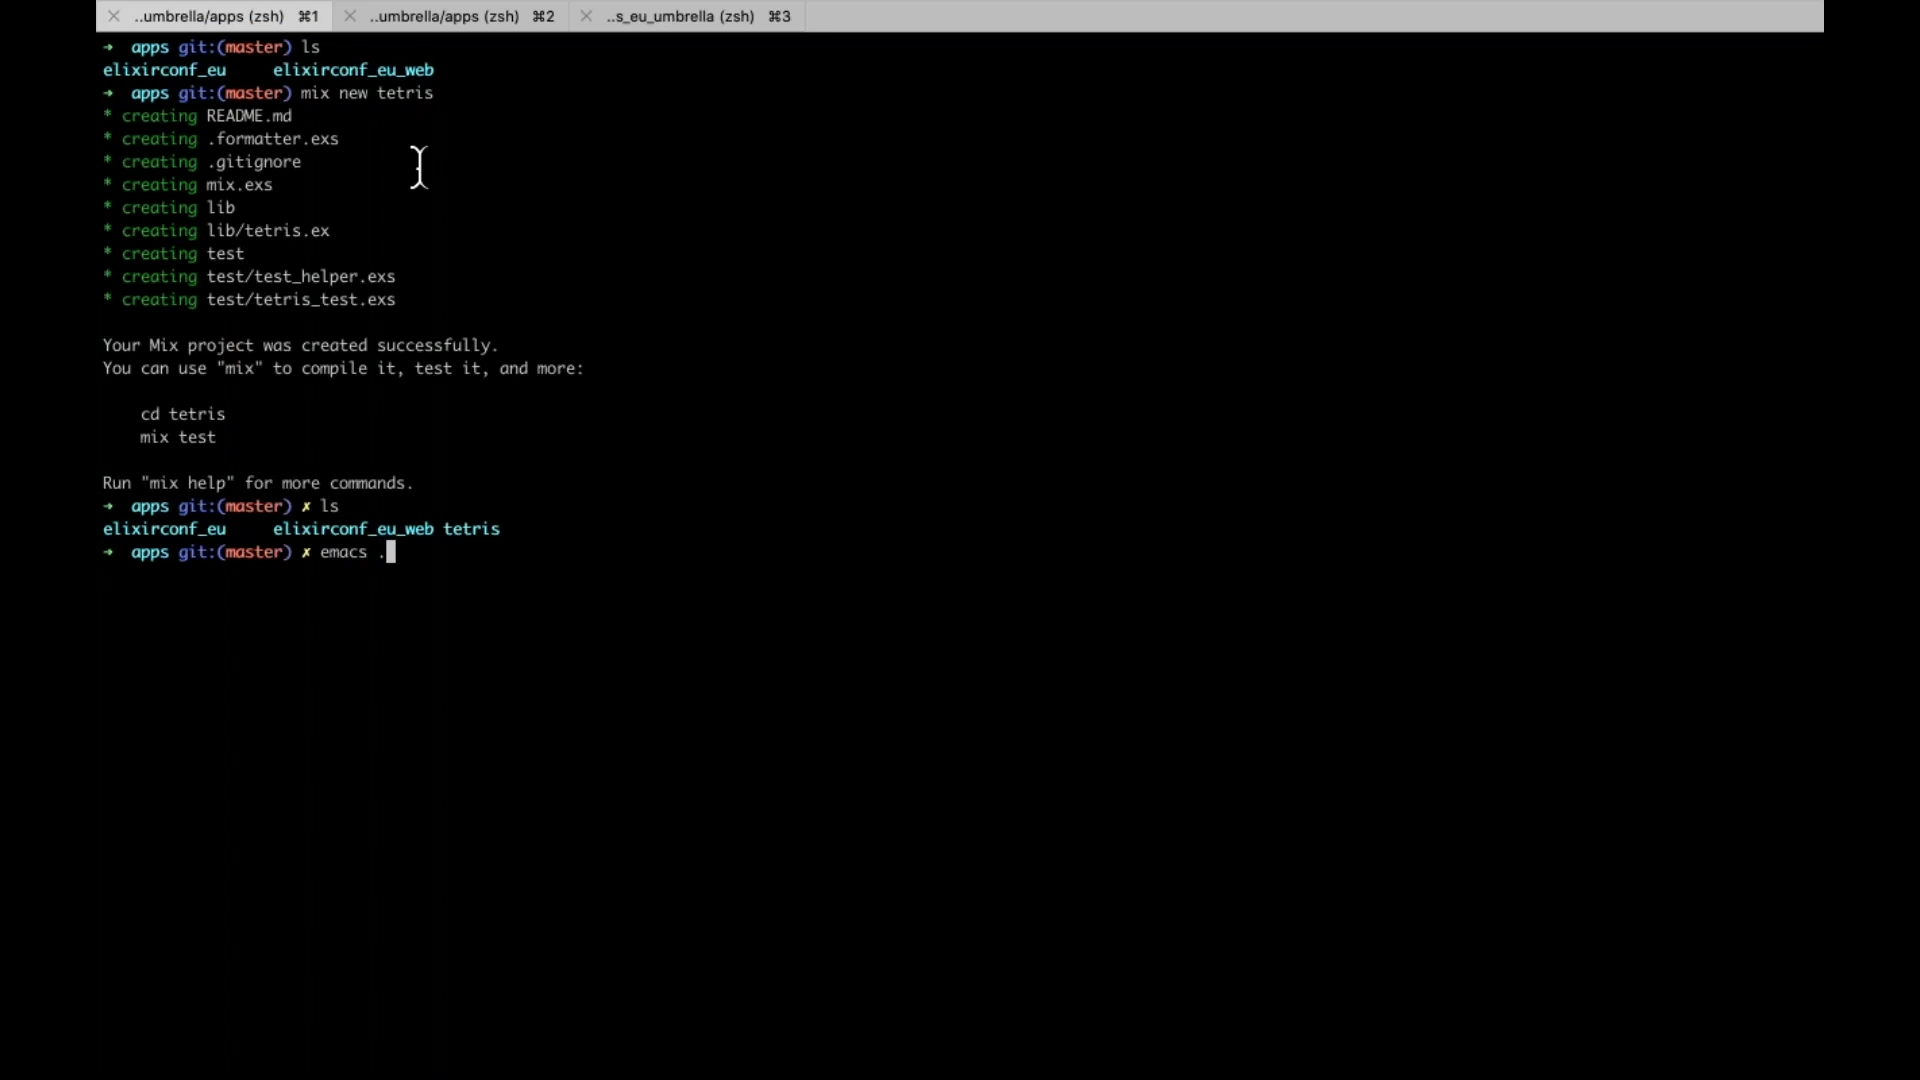 ..umbrella/apps (zsh) ⌘1 ..umbrella/apps (zsh) ⌘2 ..s_eu_umbrella (zsh) ⌘3
→ apps git:(master) ls
elixirconf_eu elixirconf_eu_web
→ apps git:(master) mix new tetris
* creating README.md
* creating .formatter.exs
* creating .gitignore
* creating mix.exs
* creating lib
* creating lib/tetris.ex
* creating test
* creating test/test_helper.exs
* creating test/tetris_test.exs
Your Mix project was created successfully.
You can use "mix" to compile it, test it, and more:
cd tetris
mix test
Run "mix help" for more commands.
→ apps git:(master) ✗ ls
elixirconf_eu elixirconf_eu_web tetris
→ apps git:(master) ✗ emacs .